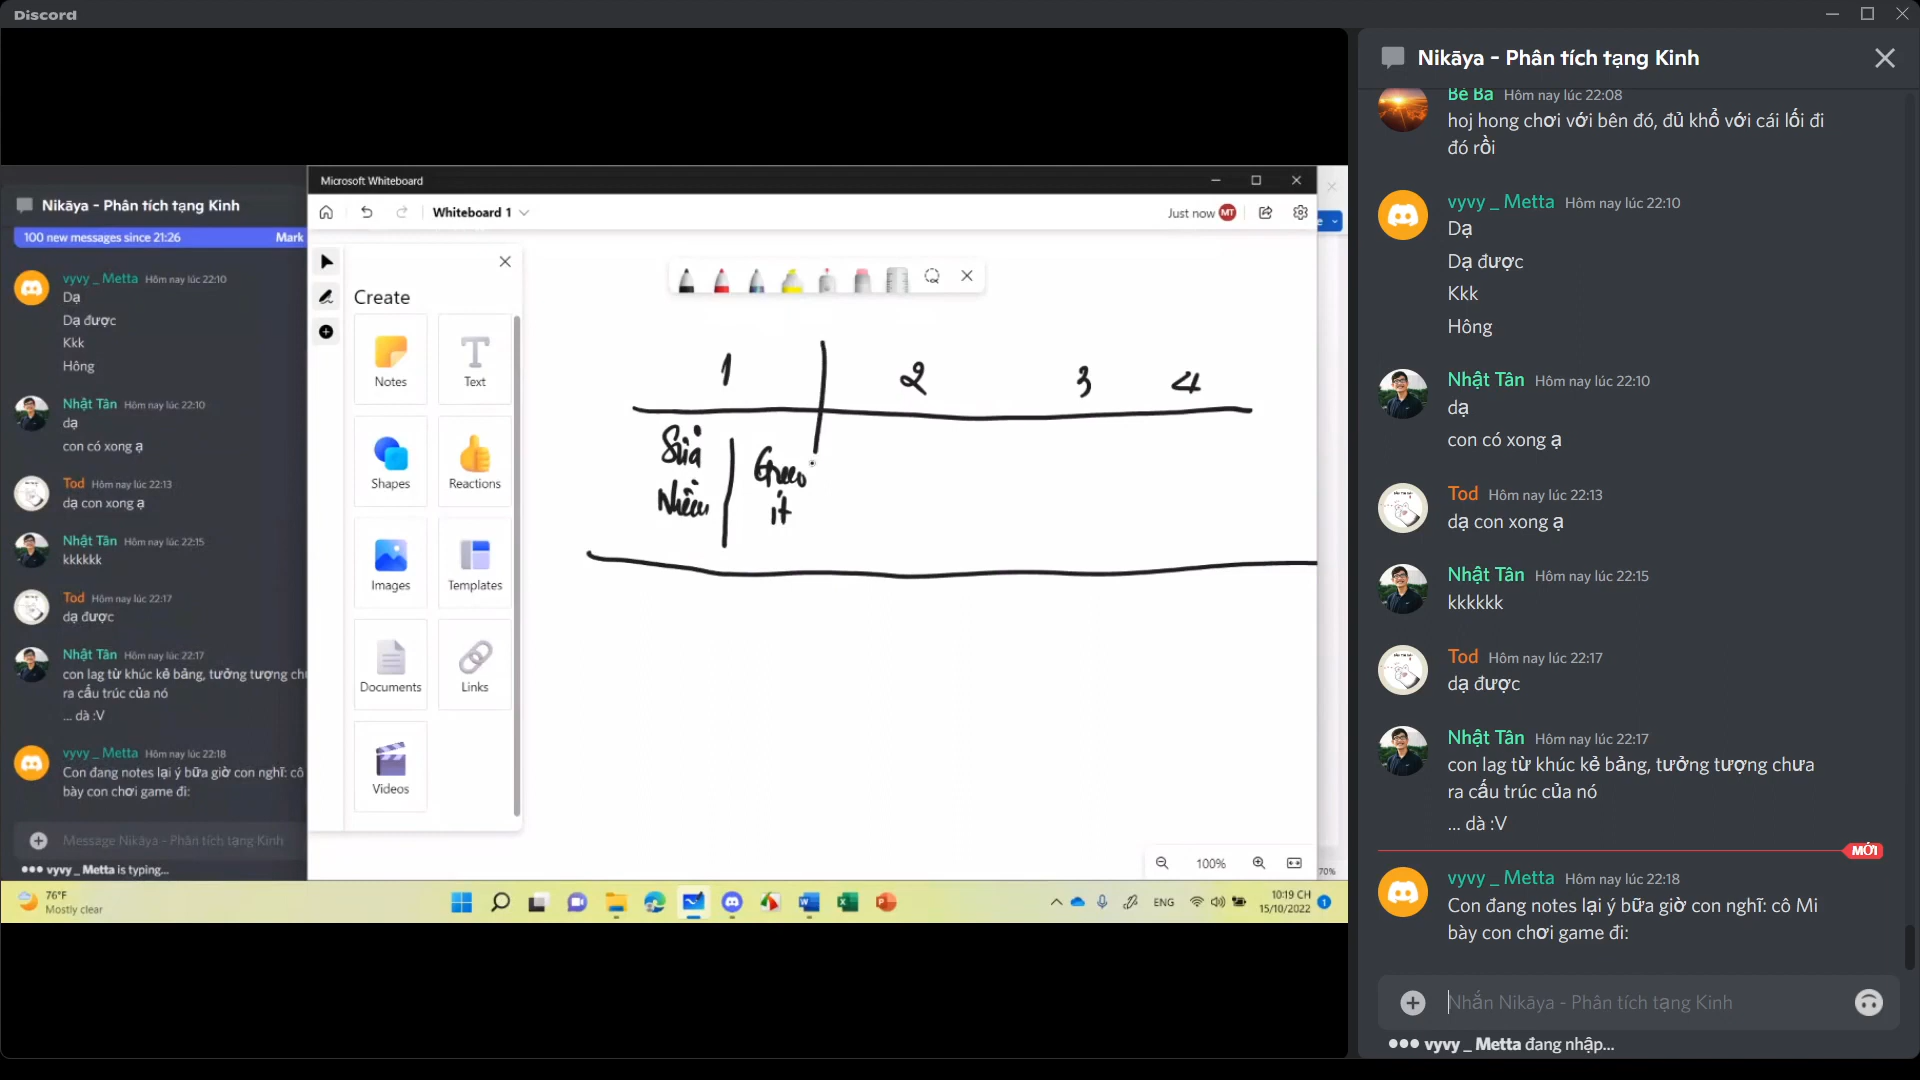 Discord
Nikāya - Phân tích tạng Kinh
100 new messages since 21:26 Mark
vyvy _ Metta Hôm nay lúc 22:10
Dạ
Dạ được
Kkk
Hông
Nhật Tân Hôm nay lúc 22:10
dạ
con có xong ạ
Tod Hôm nay lúc 22:13
dạ con xong ạ
Nhật Tân Hôm nay lúc 22:15
kkkkkk
Tod Hôm nay lúc 22:17
dạ được
Nhật Tân Hôm nay lúc 22:17
con lag từ khúc kẻ bảng, tưởng tượng
ra cấu trúc của nó
... dà :V
vyvy _ Metta Hôm nay lúc 22:18
Con đang notes lại ý bữa giờ con nghĩ: cô
bày con chơi game đi:
Message Nikāya - Phân tích tạng Kinh
vyvy _ Metta is typing...
Microsoft Whiteboard
Whiteboard 1
Just now MT
Create
Notes
Text
Shapes
Reactions
Images
Templates
Documents
Links
Videos
1 2 3 4
Nhiều
ít
100%
70%
76°F
Mostly clear
ENG
10:19 CH
15/10/2022
1
Nikāya - Phân tích tạng Kinh
Bé Ba Hôm nay lúc 22:08
hoj hong chơi với bên đó, đủ khổ với cái lối đi
đó rồi
vyvy _ Metta Hôm nay lúc 22:10
Dạ
Dạ được
Kkk
Hông
Nhật Tân Hôm nay lúc 22:10
dạ
con có xong ạ
Tod Hôm nay lúc 22:13
dạ con xong ạ
Nhật Tân Hôm nay lúc 22:15
kkkkkk
Tod Hôm nay lúc 22:17
dạ được
Nhật Tân Hôm nay lúc 22:17
con lag từ khúc kẻ bảng, tưởng tượng chưa
ra cấu trúc của nó
... dà :V
MỚI
vyvy _ Metta Hôm nay lúc 22:18
Con đang notes lại ý bữa giờ con nghĩ: cô Mi
bày con chơi game đi:
Nhắn Nikāya - Phân tích tạng Kinh
vyvy _ Metta đang nhập...